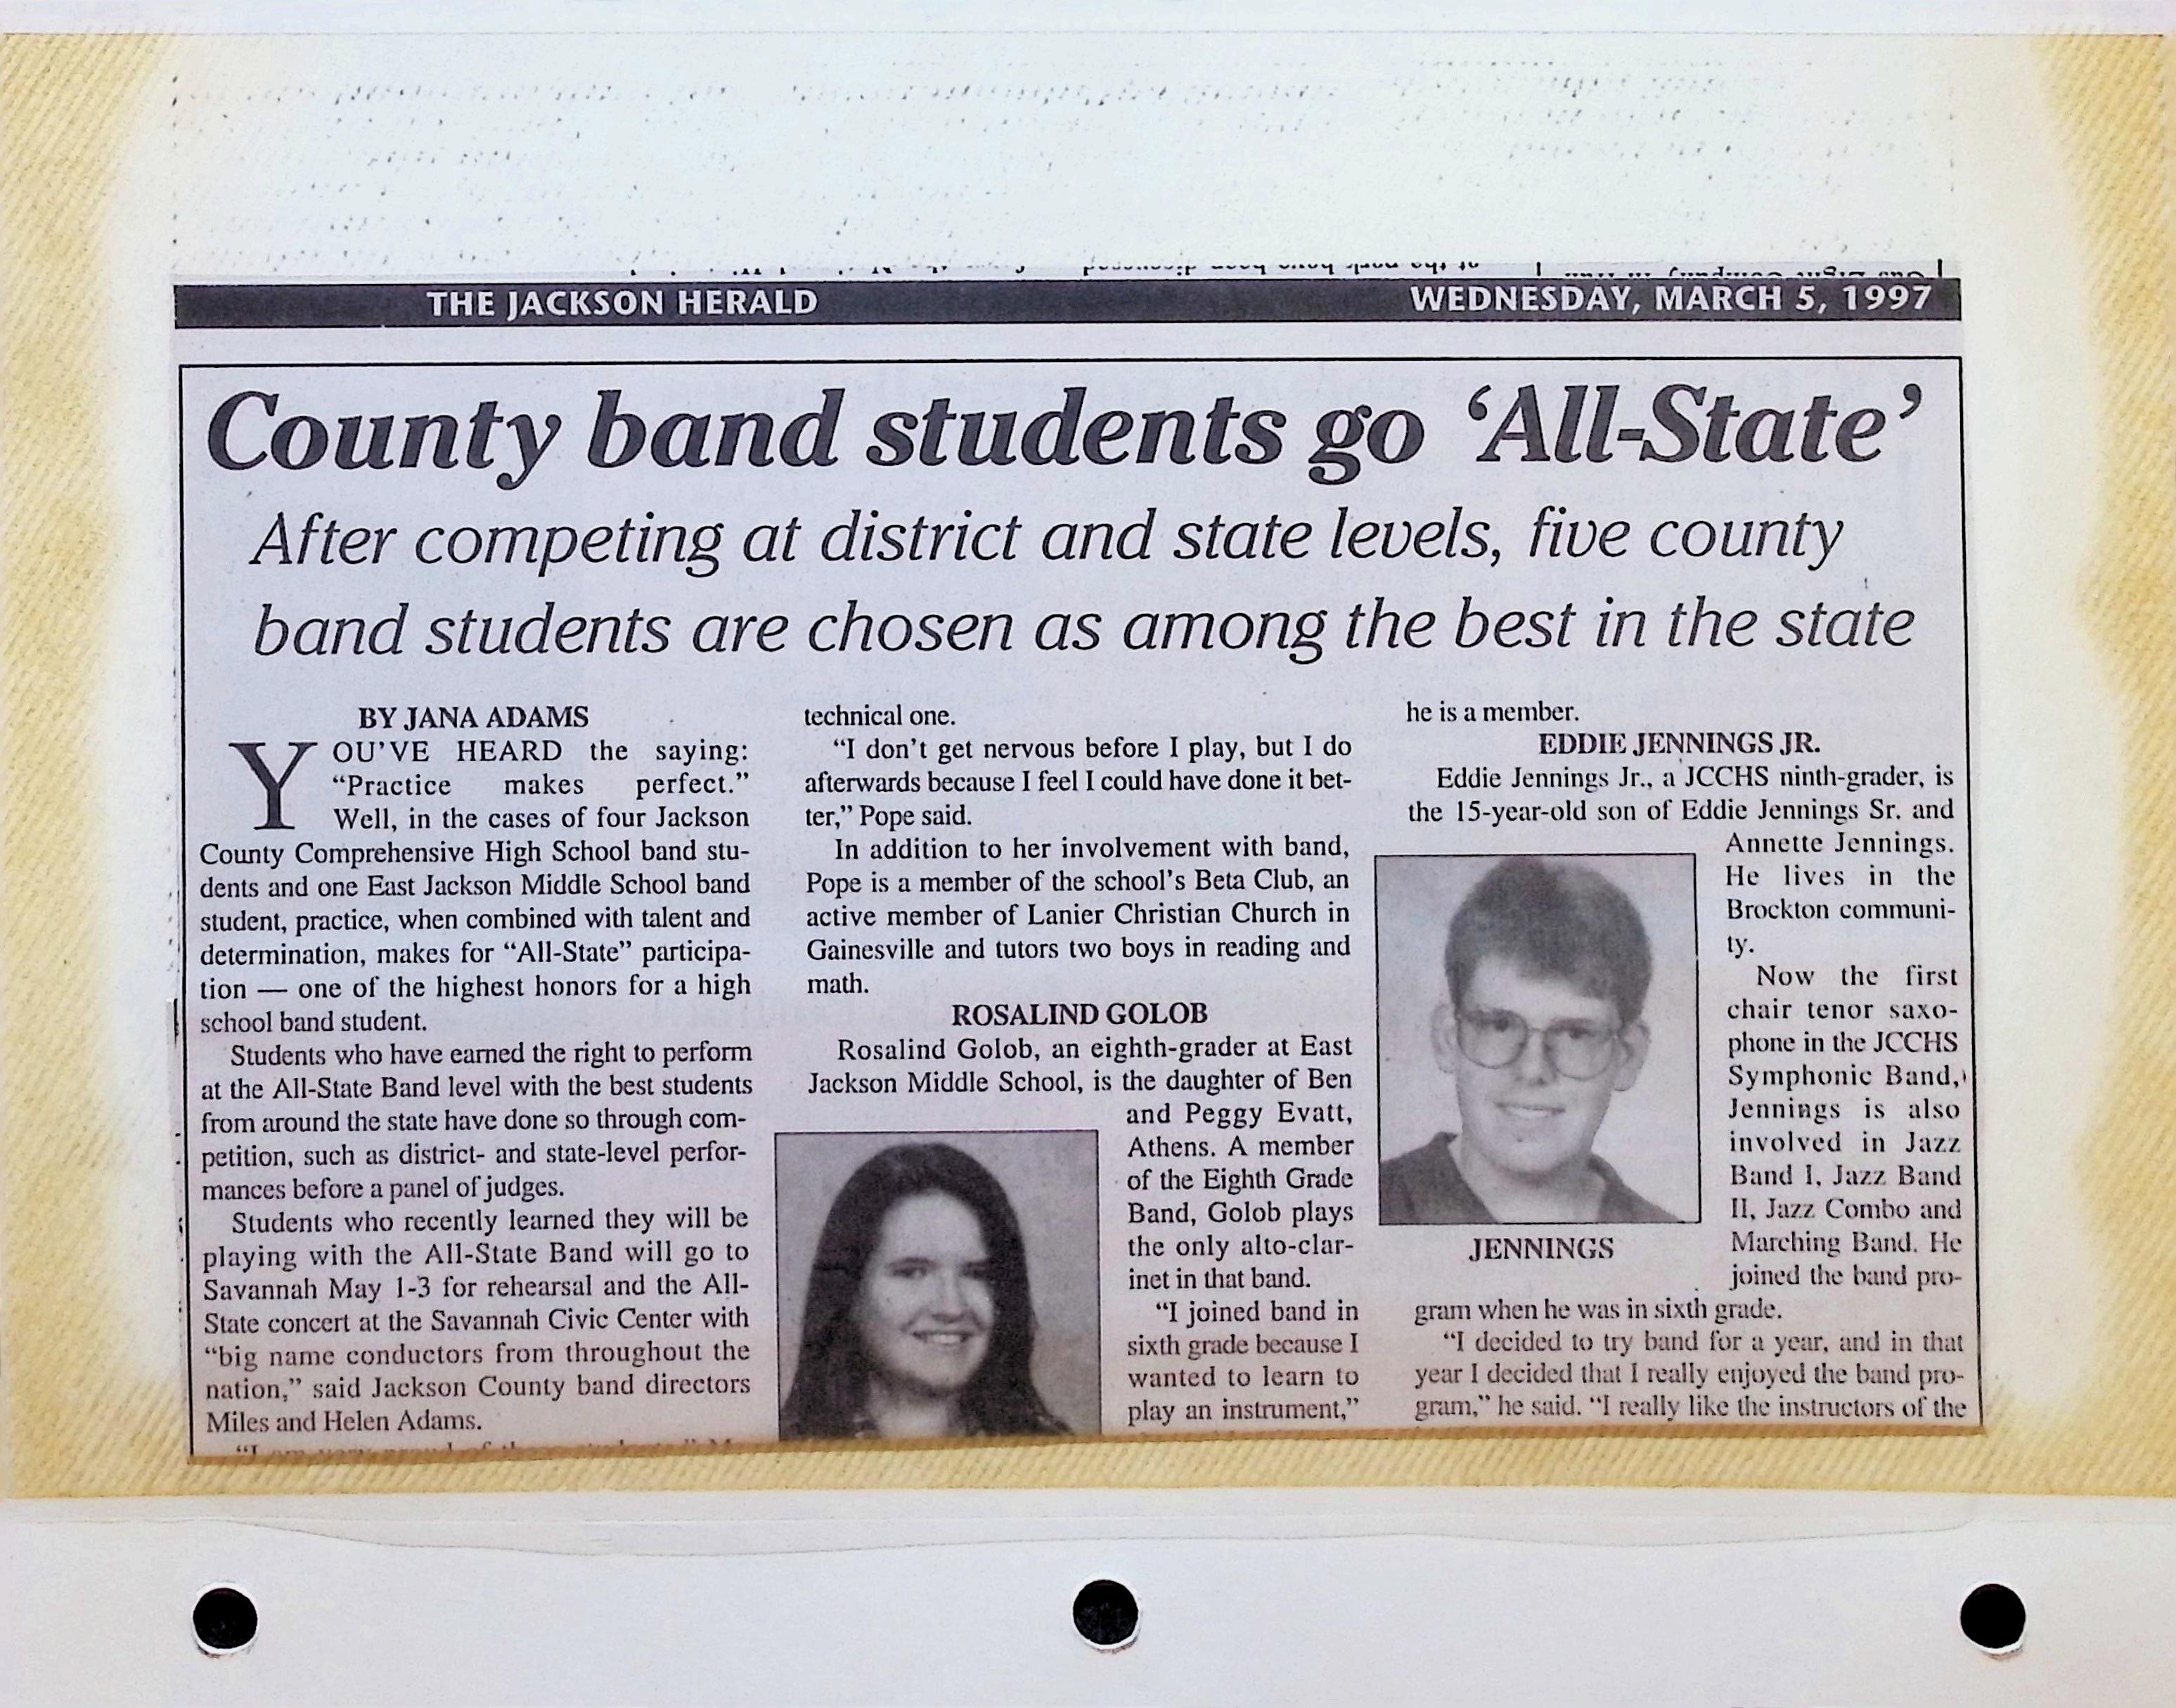 THE JACKSON HERALD WEDNESDAY, MARCH 5, 1997
County band students go ‘All-State’
After competing at district and state levels, five county
band students are chosen as among the best in the state
BY JANA ADAMS
YOU’VE HEARD the saying:
“Practice makes perfect.”
Well, in the cases of four Jackson
County Comprehensive High School band stu-
dents and one East Jackson Middle School band
student, practice, when combined with talent and
determination, makes for “All-State” participa-
tion — one of the highest honors for a high
school band student.
Students who have earned the right to perform
at the All-State Band level with the best students
from around the state have done so through com-
petition, such as district- and state-level perfor-
mances before a panel of judges.
Students who recently learned they will be
playing with the All-State Band will go to
Savannah May 1-3 for rehearsal and the All-
State concert at the Savannah Civic Center with
“big name conductors from throughout the
nation,” said Jackson County band directors
Miles and Helen Adams.
technical one.
“I don’t get nervous before I play, but I do
afterwards because I feel I could have done it bet-
ter,” Pope said.
In addition to her involvement with band,
Pope is a member of the school’s Beta Club, an
active member of Lanier Christian Church in
Gainesville and tutors two boys in reading and
math.
ROSALIND GOLOB
Rosalind Golob, an eighth-grader at East
Jackson Middle School, is the daughter of Ben
and Peggy Evatt,
Athens. A member
of the Eighth Grade
Band, Golob plays
the only alto-clar-
inet in that band.
“I joined band in
sixth grade because I
wanted to learn to
play an instrument,”
he is a member.
EDDIE JENNINGS JR.
Eddie Jennings Jr., a JCCHS ninth-grader, is
the 15-year-old son of Eddie Jennings Sr. and
Annette Jennings.
He lives in the
Brockton communi-
ty.
Now the first
chair tenor saxo-
phone in the JCCHS
Symphonic Band,
Jennings is also
involved in Jazz
Band I, Jazz Band
II, Jazz Combo and
Marching Band. He
joined the band pro-
JENNINGS
gram when he was in sixth grade.
“I decided to try band for a year, and in that
year I decided that I really enjoyed the band pro-
gram,” he said. “I really like the instructors of the